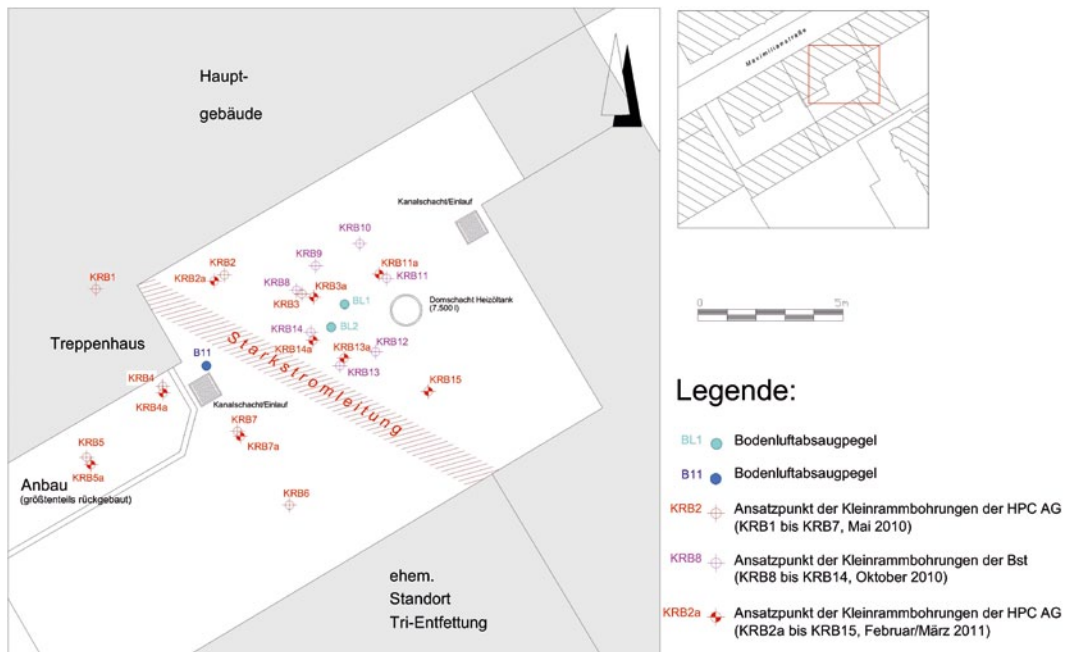 Haupt-
gebäude
Maximilianstraße
Kanalschacht/Einlauf
KRB10
KRB9
KRB11a
KRB11
KRB2
KRB2a
KRB1
KRB8
KRB3a
KRB3
BL1
Domschacht Heizöltank
(7.500 l)
BL2
KRB14
KRB14a
KRB13a
KRB12
KRB13
KRB15
Starkstromleitung
Treppenhaus
B11
KRB4
KRB4a
Kanalschacht/Einlauf
KRB7
KRB7a
KRB5
KRB5a
Anbau
(größtenteils rückgebaut)
KRB6
ehem.
Standort
Tri-Entfettung
0 5m
Legende:
BL1 Bodenluftabsaugpegel
B11 Bodenluftabsaugpegel
KRB2 Ansatzpunkt der Kleinrammbohrungen der HPC AG
(KRB1 bis KRB7, Mai 2010)
KRB8 Ansatzpunkt der Kleinrammbohrungen der Bst
(KRB8 bis KRB14, Oktober 2010)
KRB2a Ansatzpunkt der Kleinrammbohrungen der HPC AG
(KRB2a bis KRB15, Februar/März 2011)